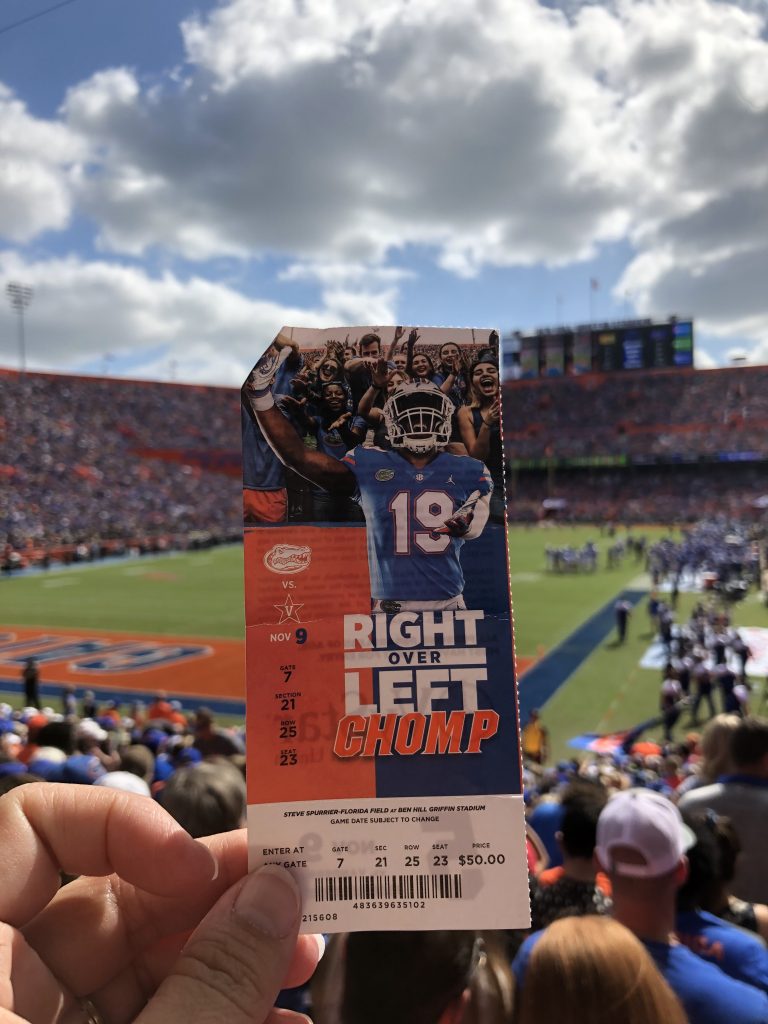 19
VS.
NOV 9
GATE
7
SECTION
21
ROW
25
SEAT
23
RIGHT
OVER
LEFT
CHOMP
STEVE SPURRIER-FLORIDA FIELD AT BEN HILL GRIFFIN STADIUM
GAME DATE SUBJECT TO CHANGE
ENTER AT GATE SEC ROW SEAT PRICE
ANY GATE 7 21 25 23 $50.00
483639635102
215608